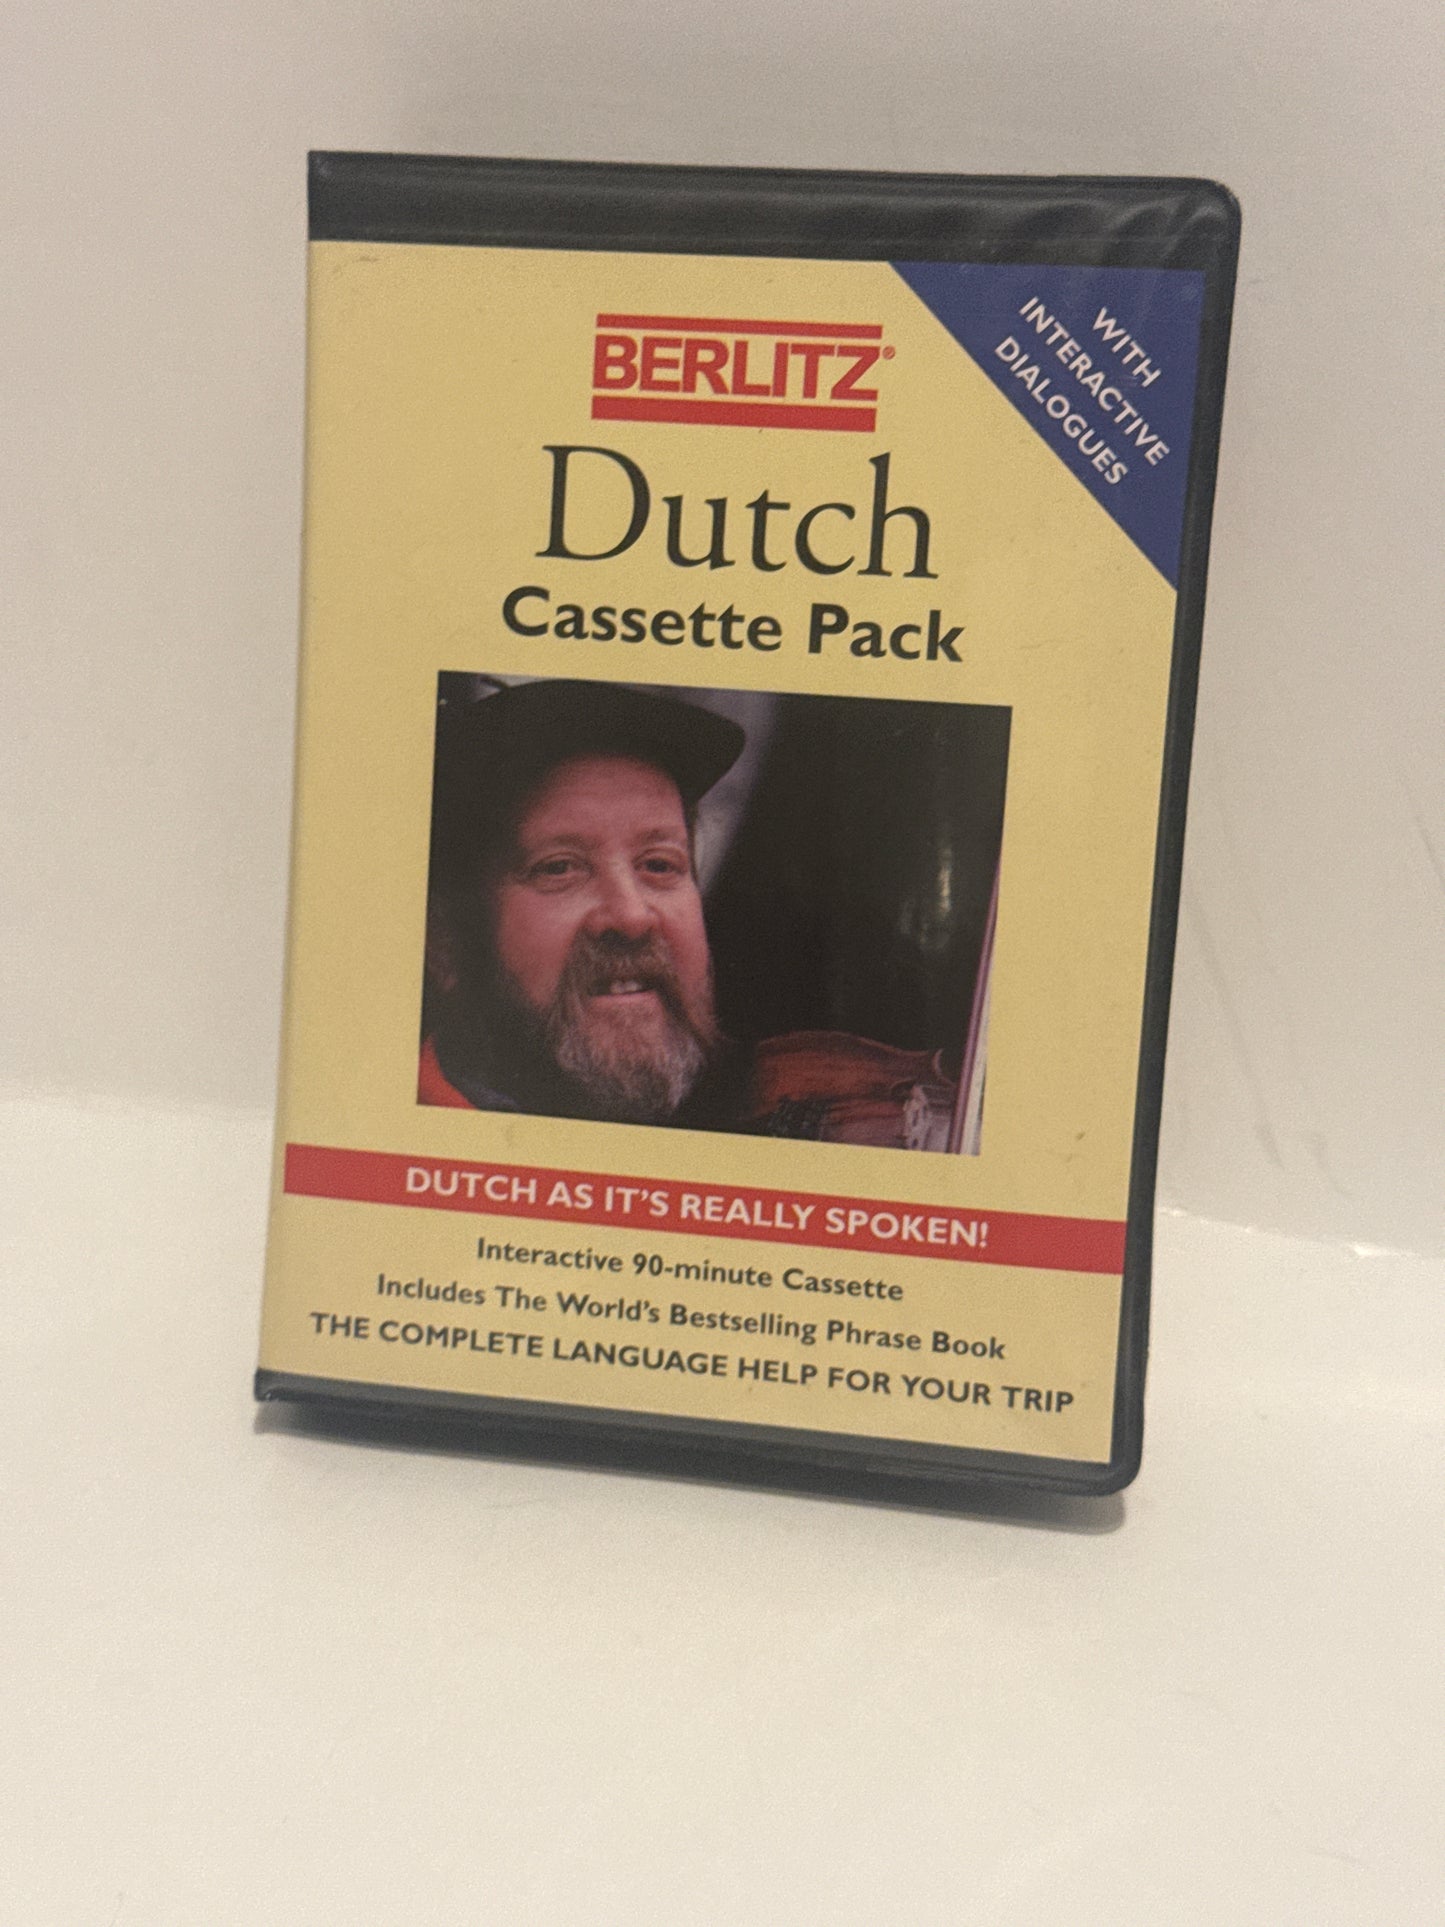 BERLITZ®
Dutch
Cassette Pack
WITH
INTERACTIVE
DIALOGUES
DUTCH AS IT'S REALLY SPOKEN!
Interactive 90-minute Cassette
Includes The World's Bestselling Phrase Book
THE COMPLETE LANGUAGE HELP FOR YOUR TRIP